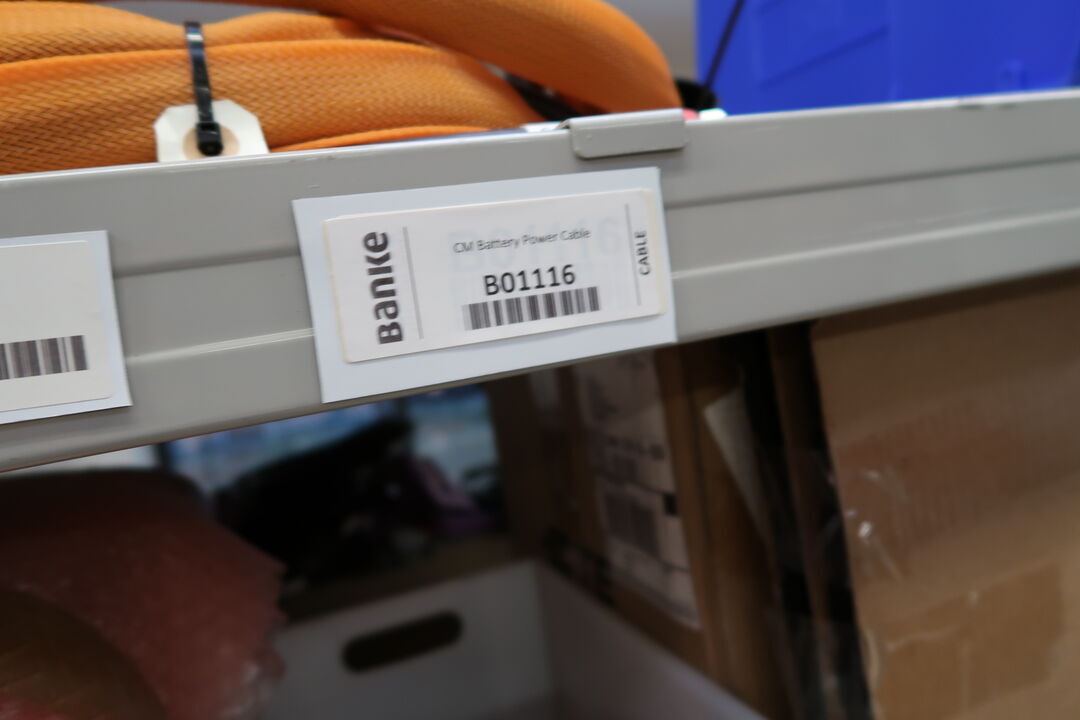 Banke
CM Battery Power Cable
B01116
CABLE